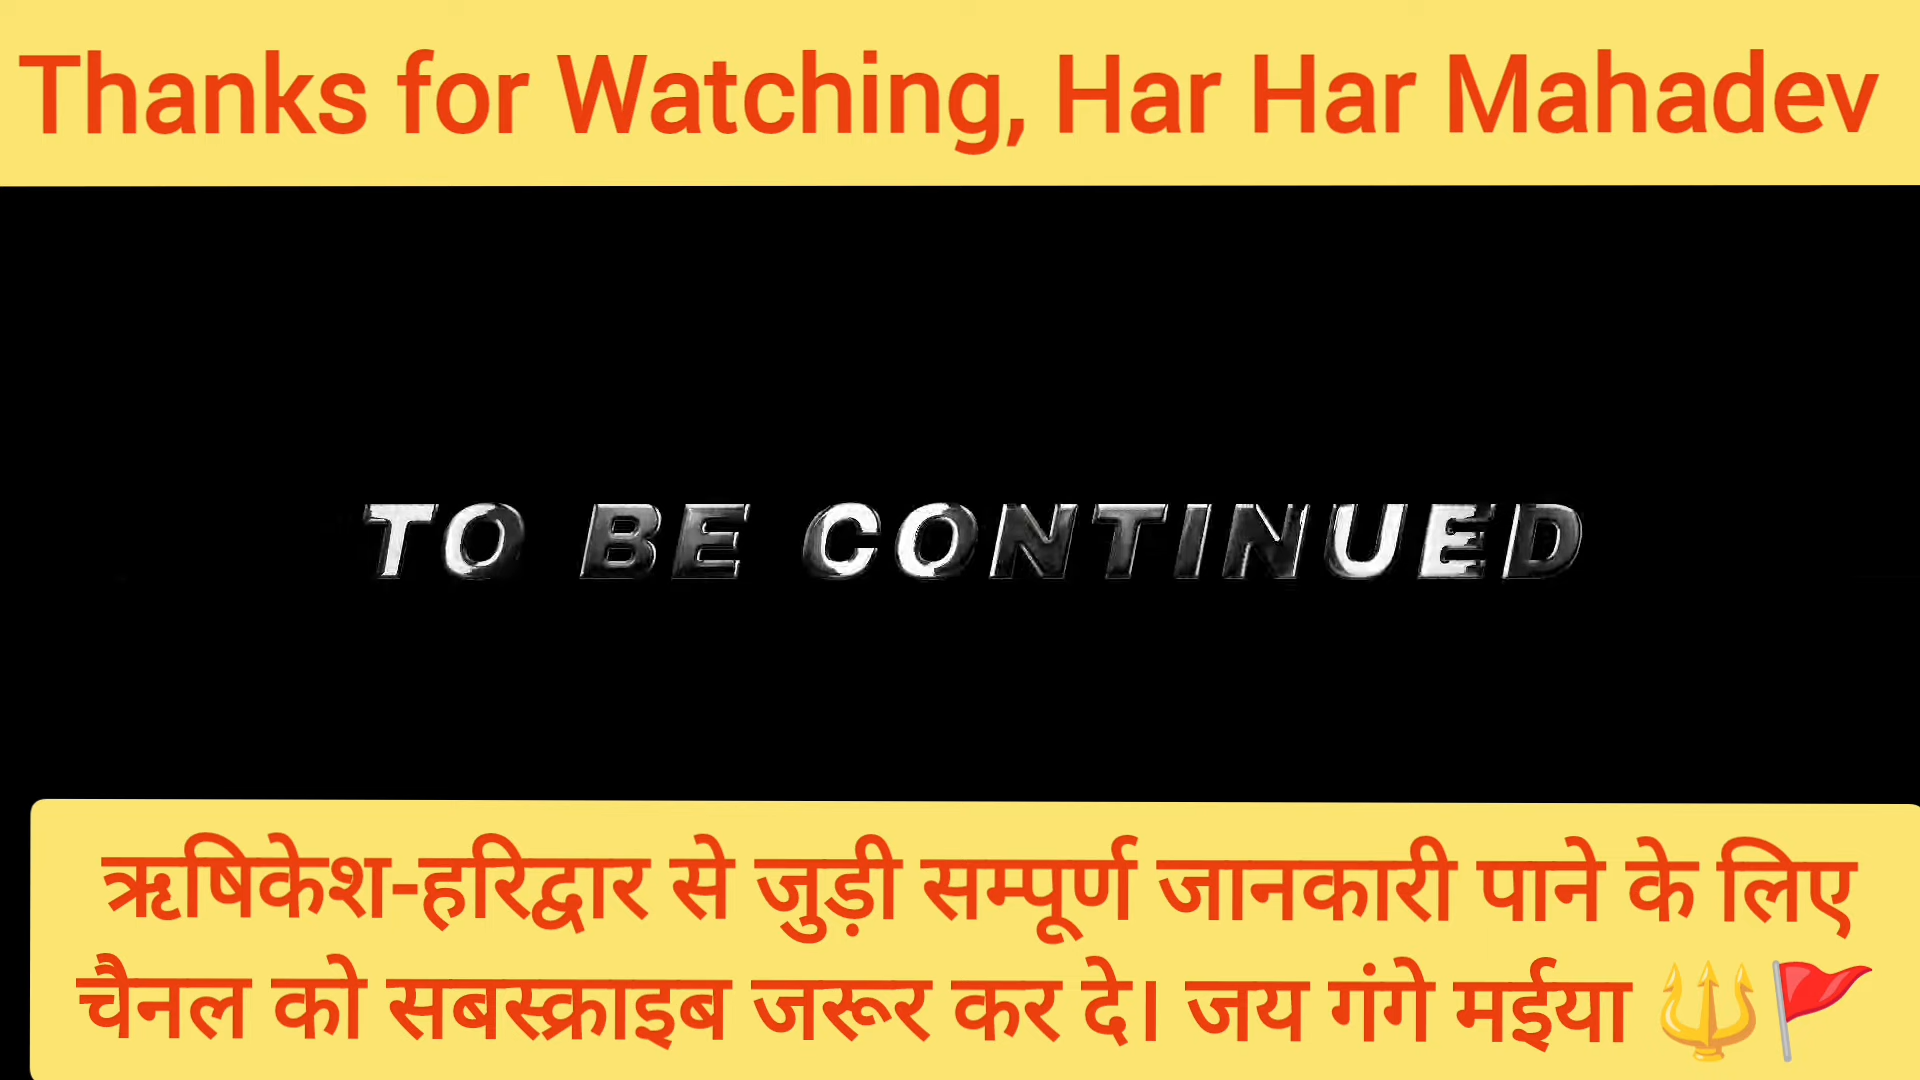 Thanks for Watching, Har Har Mahadev
TO BE CONTINUED
ऋषिकेश-हरिद्वार से जुड़ी सम्पूर्ण जानकारी पाने के लिए
चैनल को सबस्क्राइब जरूर कर दे। जय गंगे मईया 🔱🚩